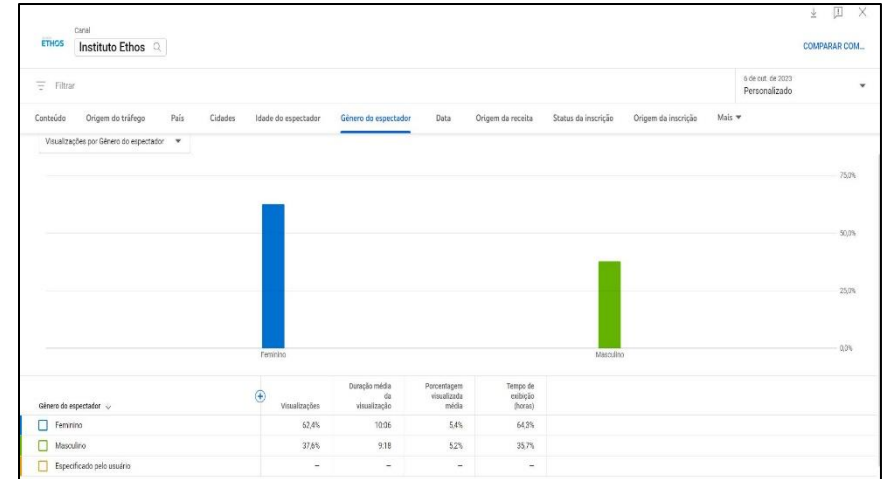 Canal
ETHOS Instituto Ethos
COMPARAR COM...
Filtrar
6 de out. de 2023
Personalizado
Conteúdo Origem do tráfego País Cidades Idade do espectador Gênero do espectador Data Origem da receita Status da inscrição Origem da inscrição Mais
Visualizações por Gênero do espectador
75,0%
50,0%
25,0%
0,0%
Feminino Masculino
Gênero do espectador Visualizações Duração média da visualização Porcentagem visualizada média Tempo de exibição (horas)
Feminino 62,4% 10:06 5,4% 64,3%
Masculino 37,6% 9:18 5,2% 35,7%
Especificado pelo usuário – – – –